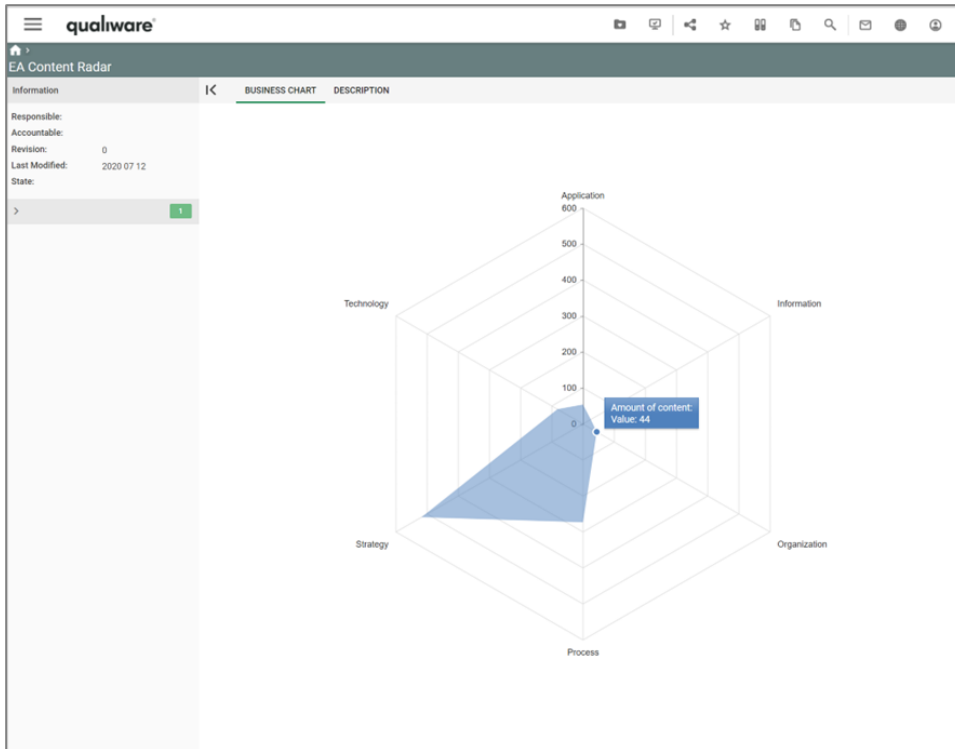 qualiware®
EA Content Radar
Information
BUSINESS CHART
DESCRIPTION
Responsible:
Accountable:
Revision: 0
Last Modified: 2020 07 12
State:
1
Application
600
500
400
300
200
100
0
Technology
Information
Amount of content:
Value: 44
Strategy
Organization
Process